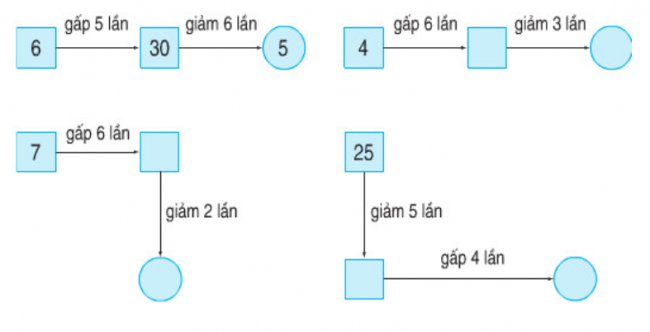 gấp 5 lần giảm 6 lần
6 30 5
gấp 6 lần giảm 3 lần
4
gấp 6 lần
7
giảm 2 lần
25
giảm 5 lần
gấp 4 lần